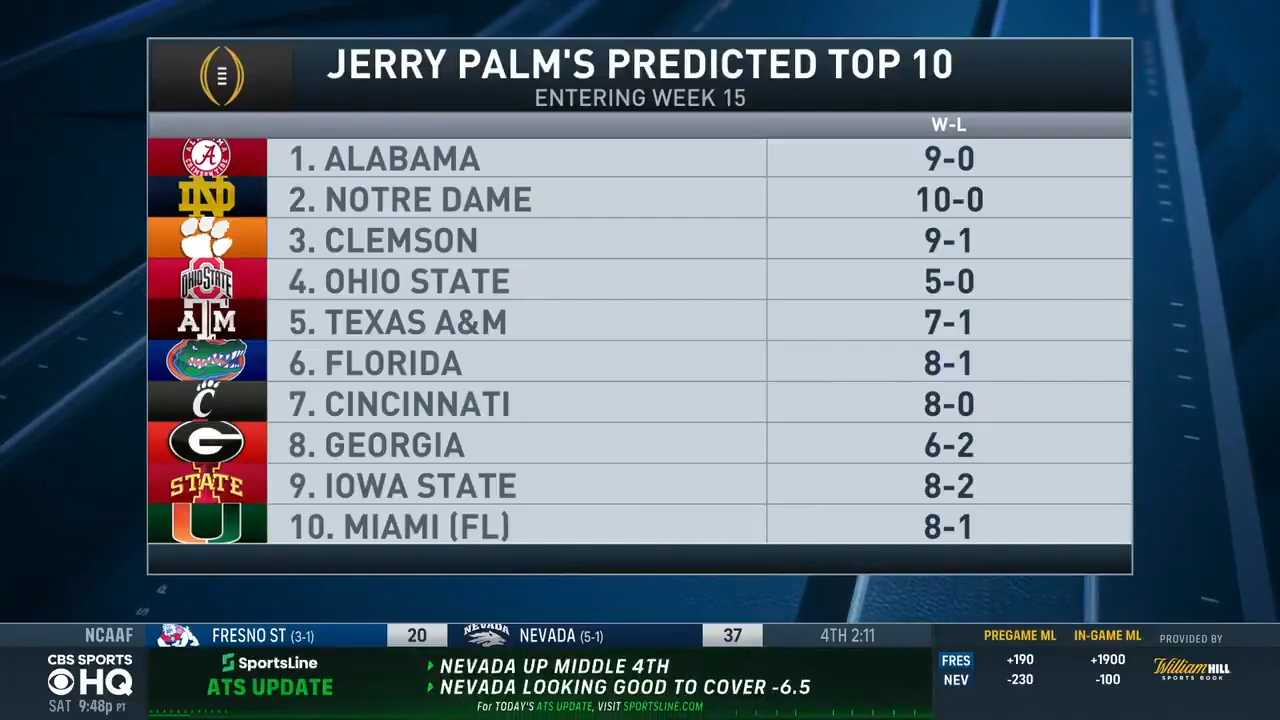 JERRY PALM'S PREDICTED TOP 10
ENTERING WEEK 15
W-L
1. ALABAMA 9-0
2. NOTRE DAME 10-0
3. CLEMSON 9-1
4. OHIO STATE 5-0
5. TEXAS A&M 7-1
6. FLORIDA 8-1
7. CINCINNATI 8-0
8. GEORGIA 6-2
9. IOWA STATE 8-2
10. MIAMI (FL) 8-1
NCAAF FRESNO ST (3-1) 20 NEVADA NEVADA (5-1) 37 4TH 2:11
PREGAME ML IN-GAME ML PROVIDED BY
FRES +190 +1900 William HILL
SPORTS BOOK
NEV -230 -100
CBS SPORTS
HQ
SAT 9:48p PT
SportsLine
ATS UPDATE
NEVADA UP MIDDLE 4TH
NEVADA LOOKING GOOD TO COVER -6.5
For TODAY'S ATS UPDATE, VISIT SPORTSLINE.COM
OHIO STATE
A T M
C
G
STATE
U